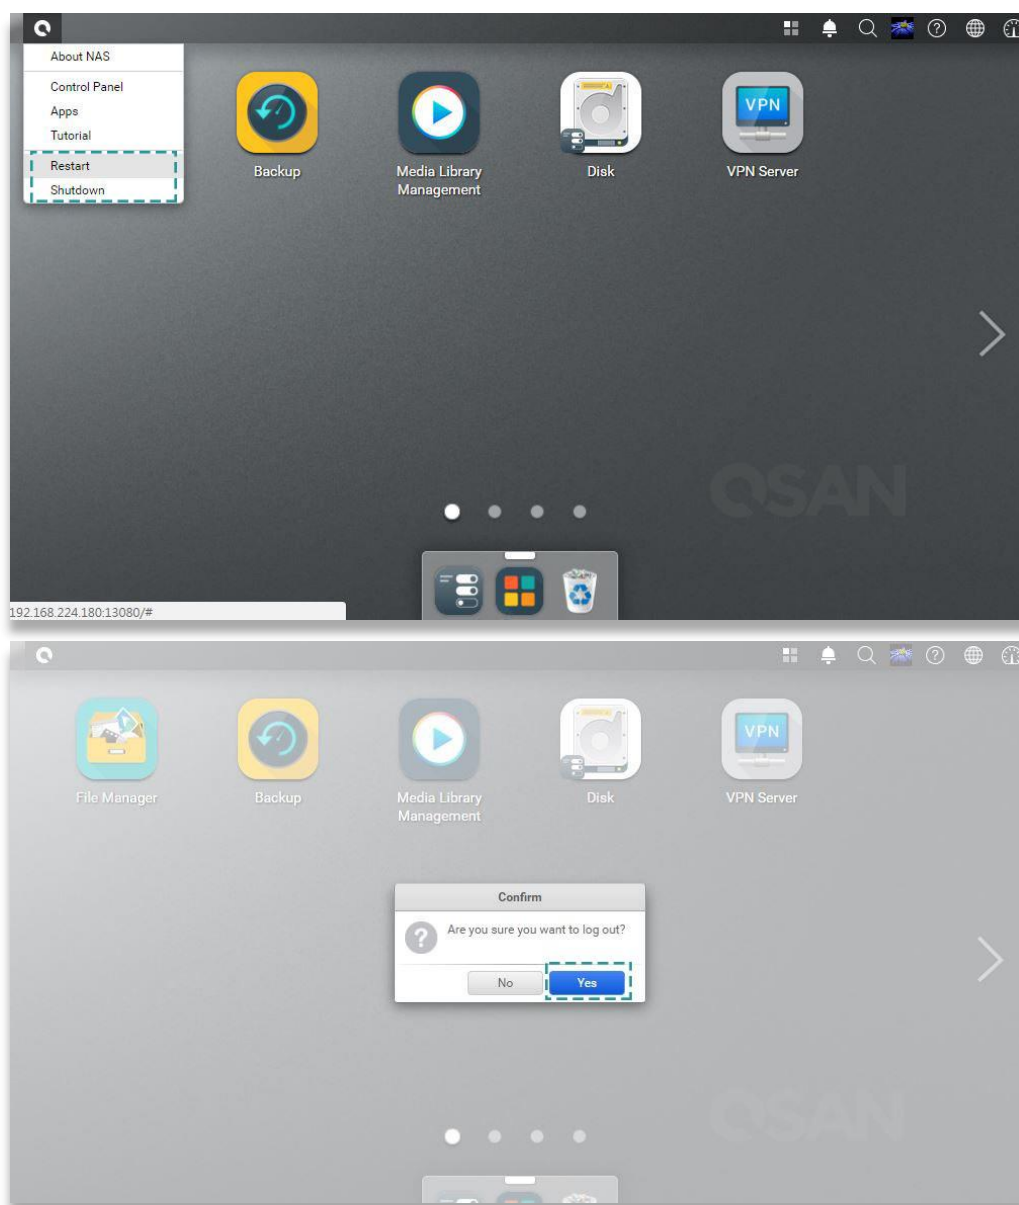 About NAS
Control Panel
Apps
Tutorial
Restart
Shutdown
Backup
Media Library
Management
Disk
VPN
VPN Server
QSAN
192.168.224.180:13080/#
File Manager
Backup
Media Library
Management
Disk
VPN
VPN Server
Confirm
Are you sure you want to log out?
No
Yes
QSAN